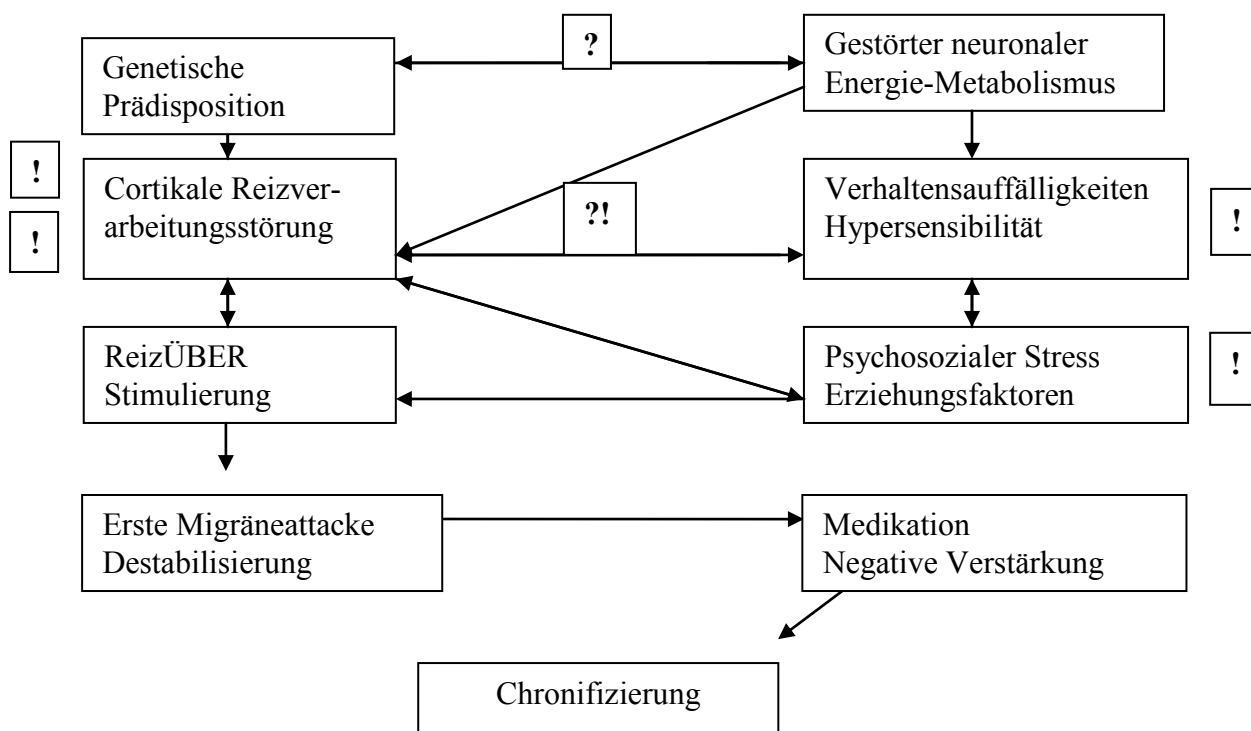 ?
Genetische
Prädisposition
Gestörter neuronaler
Energie-Metabolismus
!
!
Cortikale Reizver-
arbeitungsstörung
?!
Verhaltensauffälligkeiten
Hypersensibilität
!
ReizÜBER
Stimulierung
Psychosozialer Stress
Erziehungsfaktoren
!
Erste Migräneattacke
Destabilisierung
Medikation
Negative Verstärkung
Chronifizierung